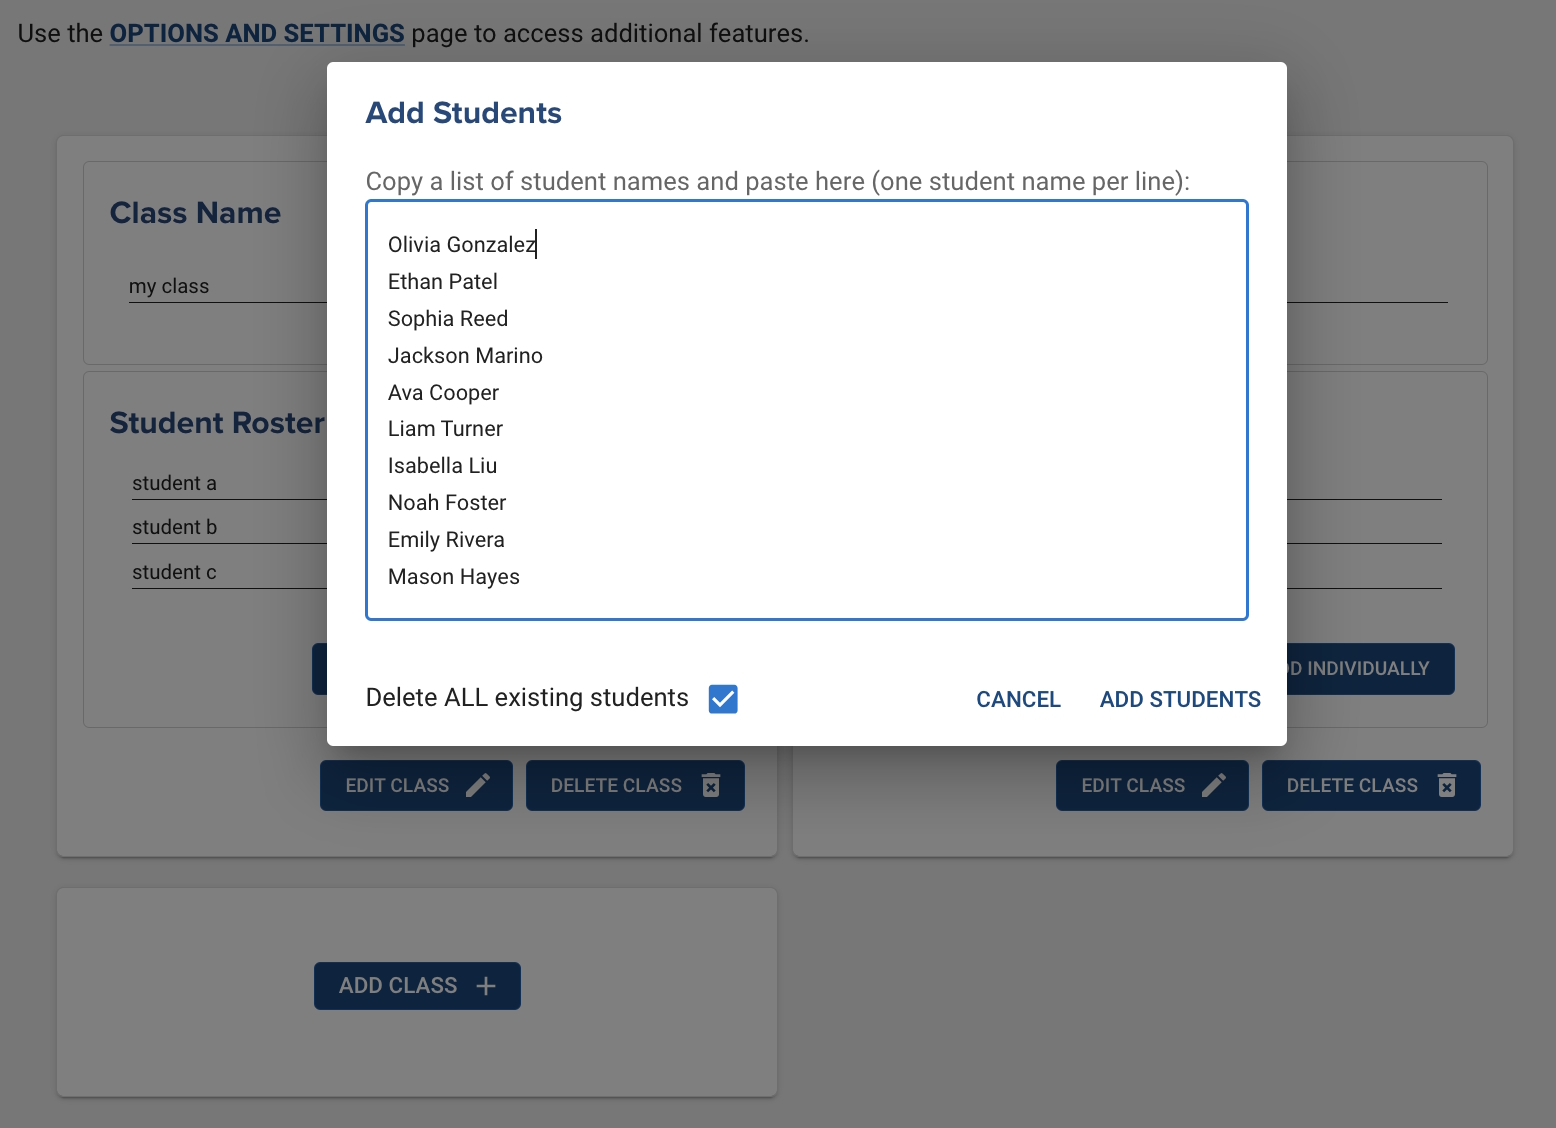 Use the OPTIONS AND SETTINGS page to access additional features.
Add Students
Copy a list of student names and paste here (one student name per line):
Olivia Gonzalez
Ethan Patel
Sophia Reed
Jackson Marino
Ava Cooper
Liam Turner
Isabella Liu
Noah Foster
Emily Rivera
Mason Hayes
Delete ALL existing students
CANCEL ADD STUDENTS
Class Name
my class
Student Roster
student a
student b
student c
INDIVIDUALLY
EDIT CLASS DELETE CLASS
EDIT CLASS DELETE CLASS
ADD CLASS